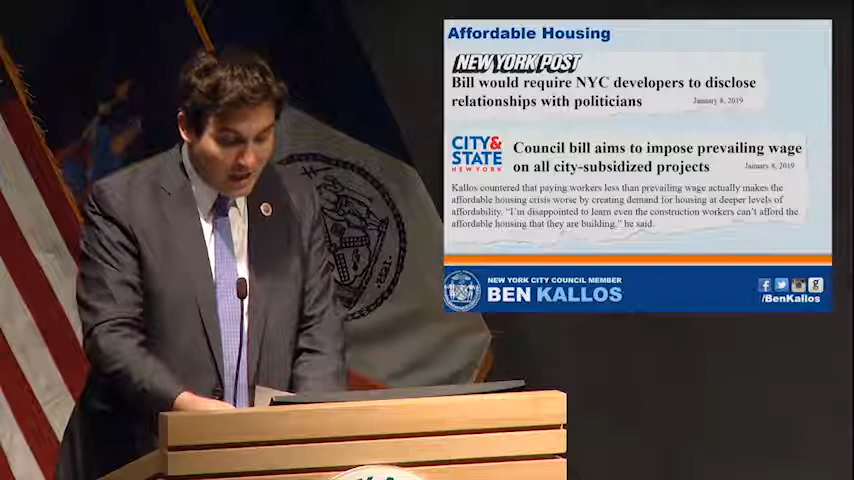 Affordable Housing
NEW YORK POST
Bill would require NYC developers to disclose
relationships with politicians
January 8, 2019
CITY&
STATE
NEW YORK
Council bill aims to impose prevailing wage
on all city-subsidized projects
January 8, 2019
Kallos countered that paying workers less than prevailing wage actually makes the
affordable housing crisis worse by creating demand for housing at deeper levels of
affordability. “I’m disappointed to learn even the construction workers can’t afford the
affordable housing that they are building,” he said.
NEW YORK CITY COUNCIL MEMBER
BEN KALLOS
/BenKallos